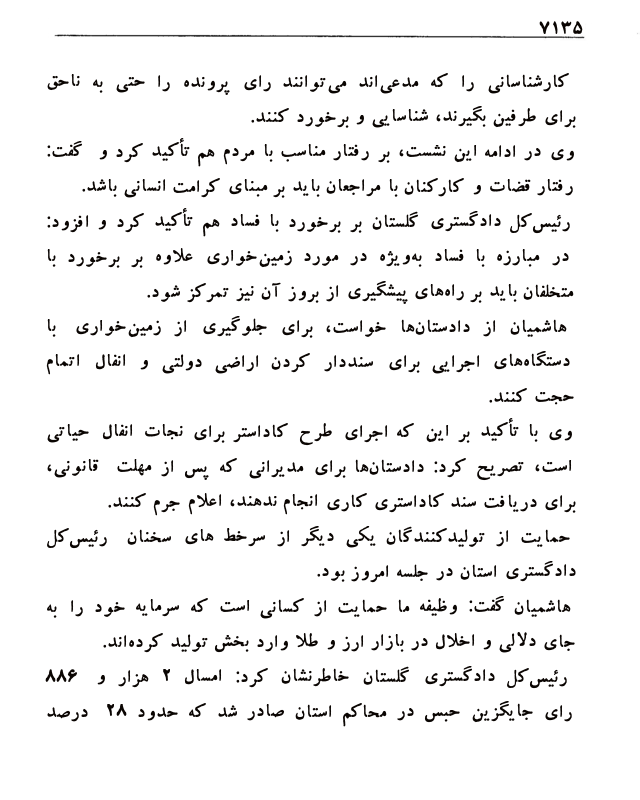 ۷۱۳۵
کارشناسانی را که مدعی‌اند می‌توانند رای پرونده را حتی به ناحق
برای طرفین بگیرند، شناسایی و برخورد کنند.
وی در ادامه این نشست، بر رفتار مناسب با مردم هم تأکید کرد و گفت:
رفتار قضات و کارکنان با مراجعان باید بر مبنای کرامت انسانی باشد.
رئیس‌کل دادگستری گلستان بر برخورد با فساد هم تأکید کرد و افزود:
در مبارزه با فساد به‌ویژه در مورد زمین‌خواری علاوه بر برخورد با
متخلفان باید بر راه‌های پیشگیری از بروز آن نیز تمرکز شود.
هاشمیان از دادستان‌ها خواست، برای جلوگیری از زمین‌خواری با
دستگاه‌های اجرایی برای سنددار کردن اراضی دولتی و انفال اتمام
حجت کنند.
وی با تأکید بر این که اجرای طرح کاداستر برای نجات انفال حیاتی
است، تصریح کرد: دادستان‌ها برای مدیرانی که پس از مهلت قانونی،
برای دریافت سند کاداستری کاری انجام ندهند، اعلام جرم کنند.
حمایت از تولیدکنندگان یکی دیگر از سرخط های سخنان رئیس‌کل
دادگستری استان در جلسه امروز بود.
هاشمیان گفت: وظیفه ما حمایت از کسانی است که سرمایه خود را به
جای دلالی و اخلال در بازار ارز و طلا وارد بخش تولید کرده‌اند.
رئیس‌کل دادگستری گلستان خاطرنشان کرد: امسال ۲ هزار و ۸۸۶
رای جایگزین حبس در محاکم استان صادر شد که حدود ۲۸ درصد